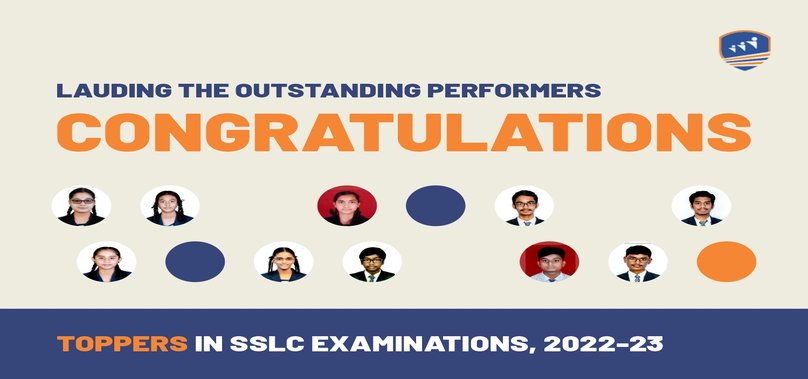 LAUDING THE OUTSTANDING PERFORMERS
CONGRATULATIONS
TOPPERS IN SSLC EXAMINATIONS, 2022-23